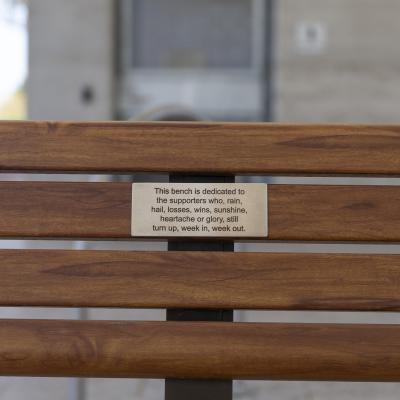 This bench is dedicated to
the supporters who, rain,
hail, losses, wins, sunshine,
heartache or glory, still
turn up, week in, week out.